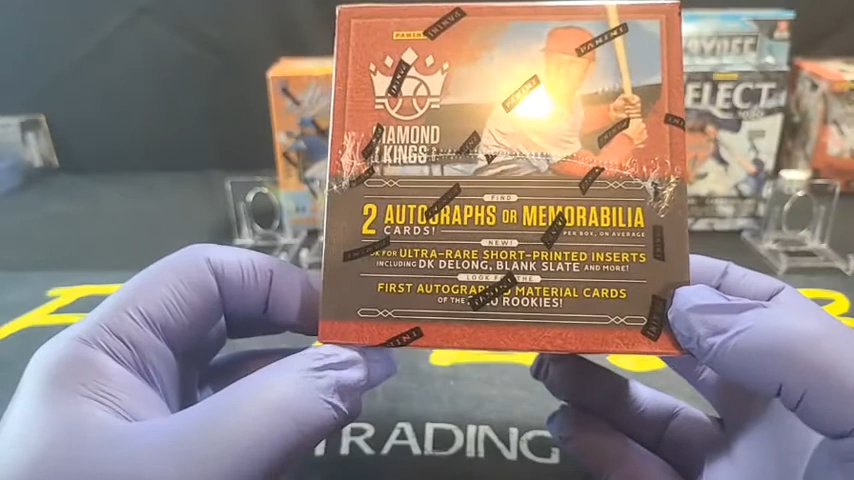 PANINI
DIAMOND
KINGS
FIND
2 AUTOGRAPHS OR MEMORABILIA
CARDS! PER BOX, ON AVERAGE
NEW!
ULTRA-RARE SHORT-PRINTED INSERTS
INCLUDING DK DELONG, BLANK SLATE AND MORE!
LOOK FOR THE
FIRST AUTOGRAPHED MATERIAL CARDS
OF THE ROOKIES!
SELECT
TRADING